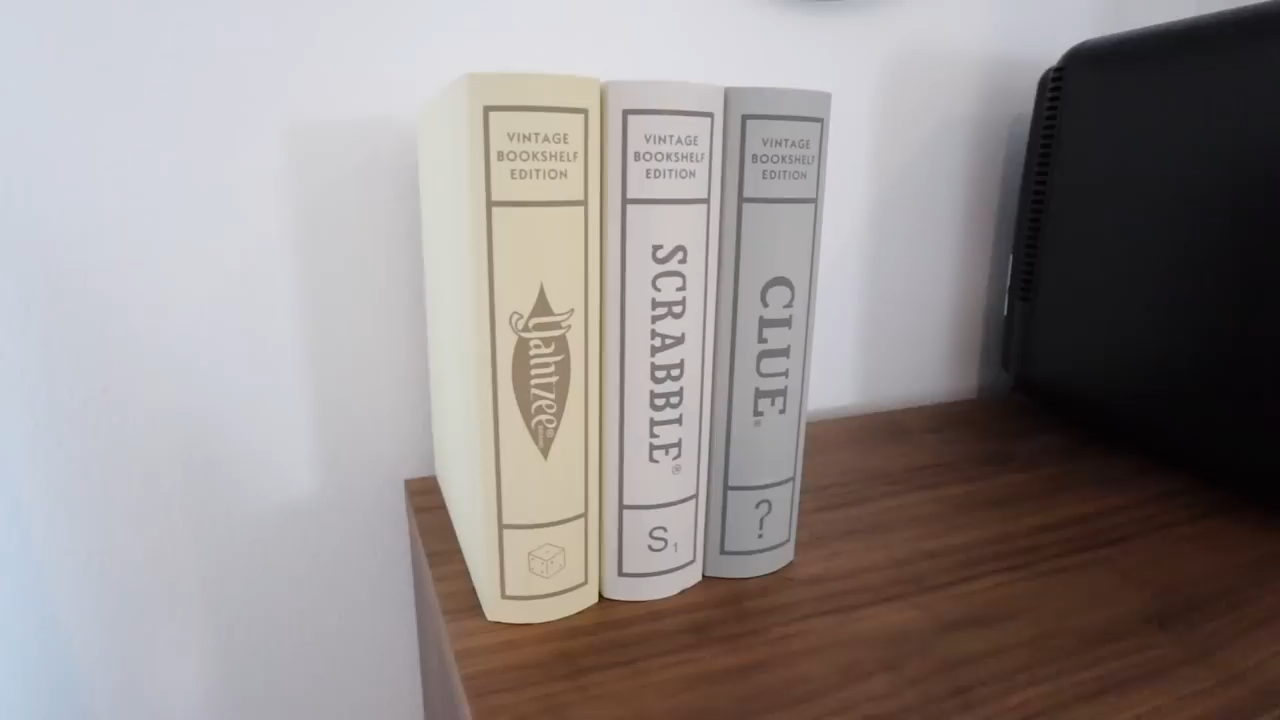 VINTAGE
BOOKSHELF
EDITION
Yahtzee®
VINTAGE
BOOKSHELF
EDITION
SCRABBLE®
S1
VINTAGE
BOOKSHELF
EDITION
CLUE®
?